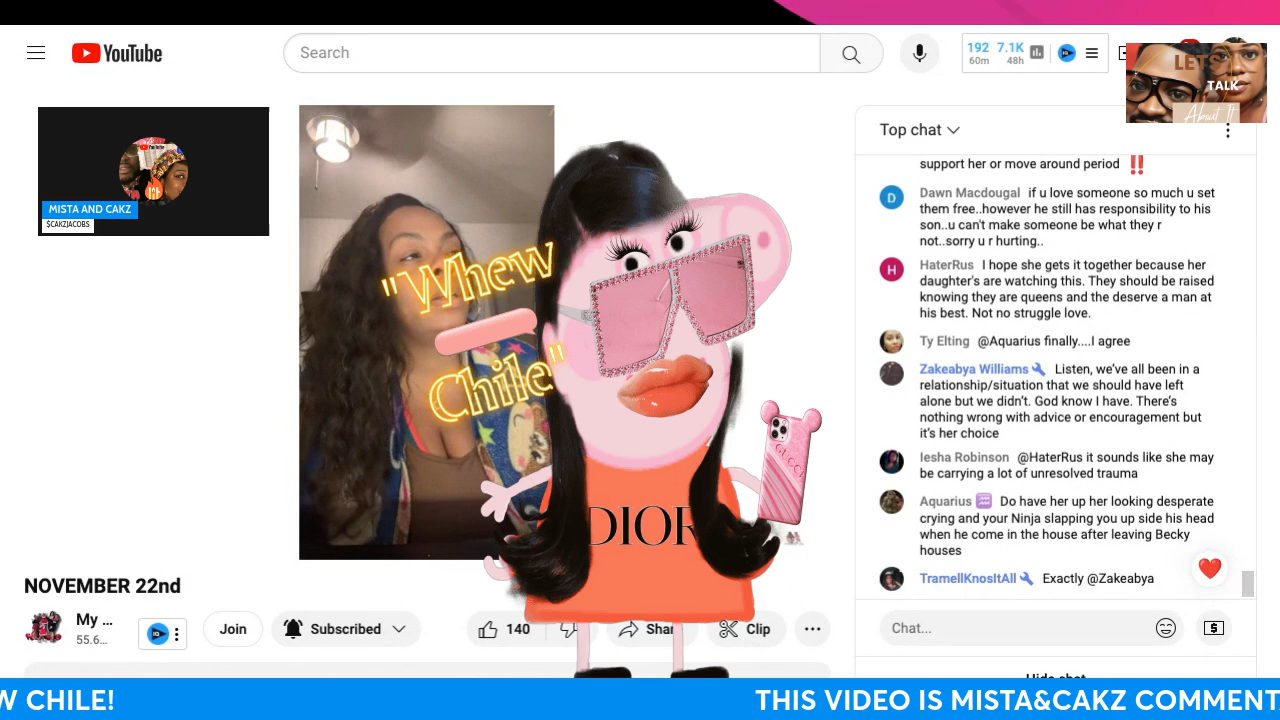 YouTube
Search
192 7.1K
60m 48h
LETS
TALK
About It
Top chat
support her or move around period ‼️
MISTA AND CAKZ
$CAKZJACOBS
"Whew
Chile"
DIOR
GUCCI
D
Dawn Macdougal if u love someone so much u set
them free..however he still has responsibility to his
son..u can't make someone be what they r
not..sorry u r hurting..
H
HaterRus I hope she gets it together because her
daughter's are watching this. They should be raised
knowing they are queens and the deserve a man at
his best. Not no struggle love.
Ty Elting @Aquarius finally....I agree
Zakeabya Williams Listen, we've all been in a
relationship/situation that we should have left
alone but we didn't. God know I have. There's
nothing wrong with advice or encouragement but
it's her choice
Iesha Robinson @HaterRus it sounds like she may
be carrying a lot of unresolved trauma
Aquarius ♒ Do have her up her looking desperate
crying and your Ninja slapping you up side his head
when he come in the house after leaving Becky
houses
TramellKnosItAll Exactly @Zakeabya
NOVEMBER 22nd
My ...
55.6...
Join
Subscribed
140
Shar
Clip
Chat...
Hide chat
W CHILE!
THIS VIDEO IS MISTA&CAKZ COMMENT